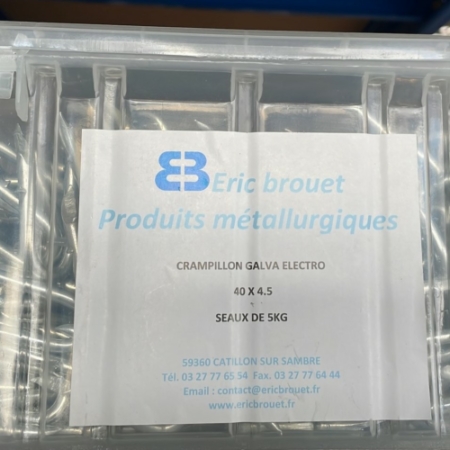 EB Eric brouet
Produits métallurgiques
CRAMPILLON GALVA ELECTRO
40 X 4.5
SEAUX DE 5KG
59360 CATILLON SUR SAMBRE
Tél. 03 27 77 65 54 Fax. 03 27 77 64 44
Email : contact@ericbrouet.fr
www.ericbrouet.fr